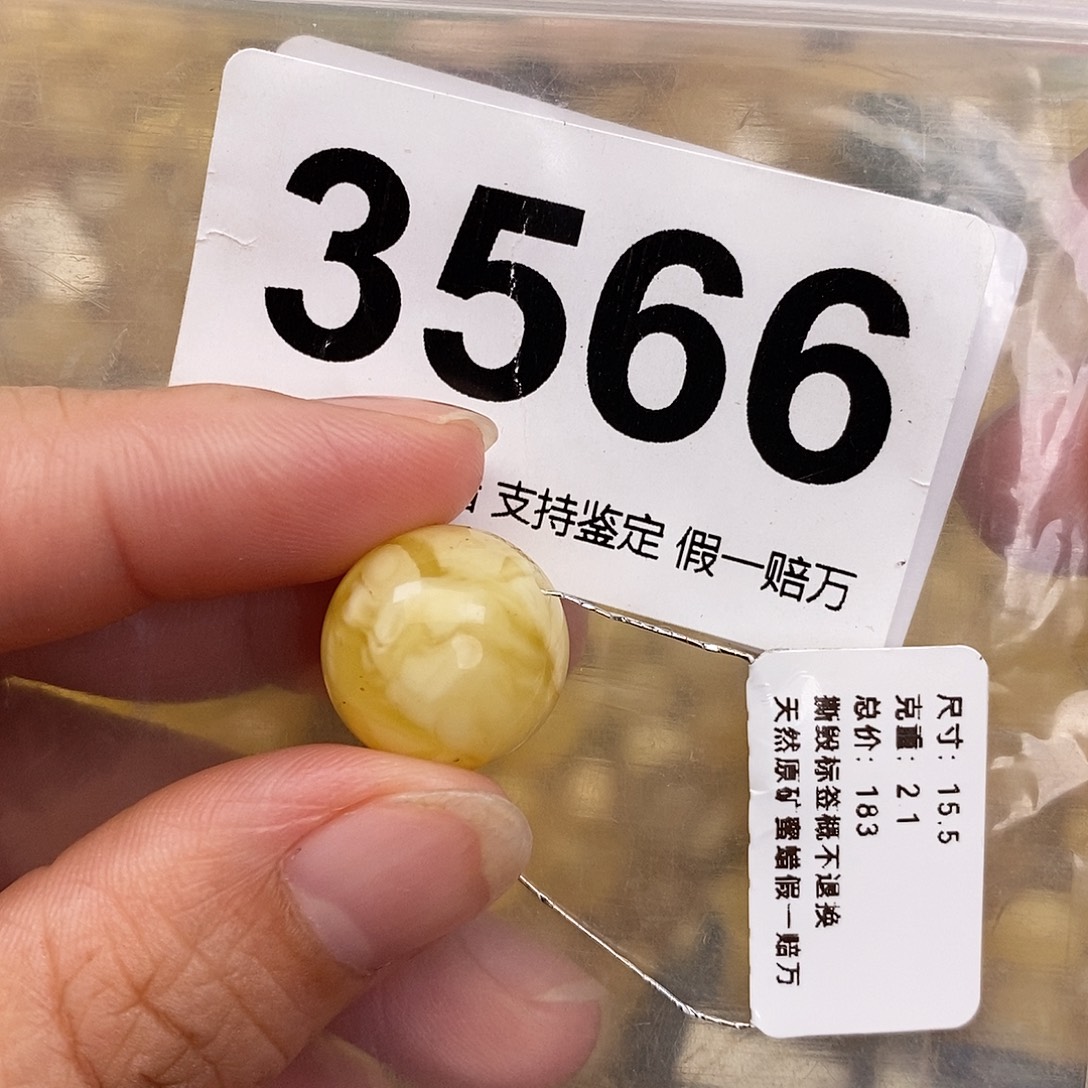 3566
支持鉴定 假一赔万
尺寸：15.5
克重：2.1
总价：183
撕毁标签概不退换
天然原矿蜜蜡假一赔万